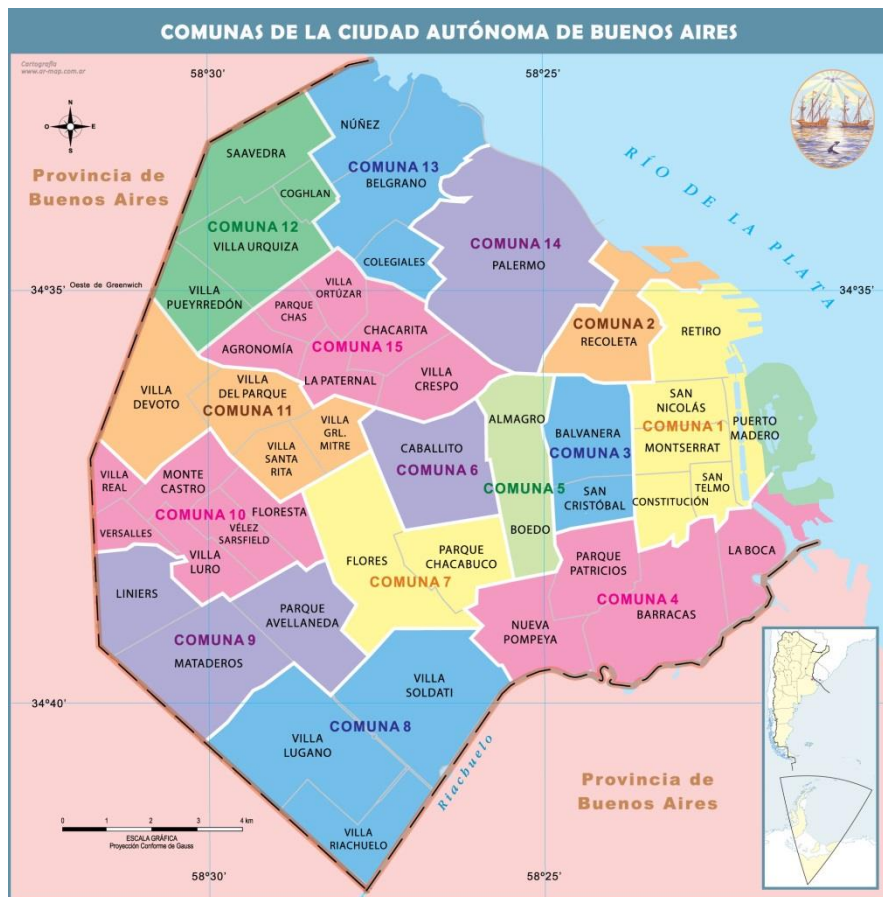 COMUNAS DE LA CIUDAD AUTÓNOMA DE BUENOS AIRES
Cartografía
www.ar-map.com.ar
58°30'
58°25'
N
O
E
S
Provincia de
Buenos Aires
RÍO DE LA PLATA
NÚÑEZ
SAAVEDRA
COMUNA 13
BELGRANO
COGHLAN
COMUNA 12
VILLA URQUIZA
COMUNA 14
PALERMO
COLEGIALES
34°35'
Oeste de Greenwich
34°35'
VILLA
PUEYRREDÓN
VILLA
ORTÚZAR
PARQUE
CHAS
CHACARITA
AGRONOMÍA
COMUNA 15
COMUNA 2
RECOLETA
RETIRO
LA PATERNAL
VILLA
CRESPO
VILLA
DEVOTO
VILLA
DEL PARQUE
COMUNA 11
VILLA
GRL.
MITRE
VILLA
SANTA
RITA
ALMAGRO
SAN
NICOLÁS
COMUNA 1
MONTSERRAT
PUERTO
MADERO
CABALLITO
COMUNA 6
BALVANERA
COMUNA 3
VILLA
REAL
MONTE
CASTRO
COMUNA 5
SAN
CRISTÓBAL
CONSTITUCIÓN
SAN
TELMO
COMUNA 10
FLORESTA
VERSALLES
VÉLEZ
SARSFIELD
VILLA
LURO
BOEDO
FLORES
PARQUE
CHACABUCO
COMUNA 7
PARQUE
PATRICIOS
LA BOCA
LINIERS
PARQUE
AVELLANEDA
COMUNA 4
BARRACAS
NUEVA
POMPEYA
COMUNA 9
MATADEROS
VILLA
SOLDATI
34°40'
COMUNA 8
VILLA
LUGANO
Riachuelo
Provincia de
Buenos Aires
VILLA
RIACHUELO
0 1 2 3 4 km
ESCALA GRÁFICA
Proyección Conforme de Gauss
58°30'
58°25'